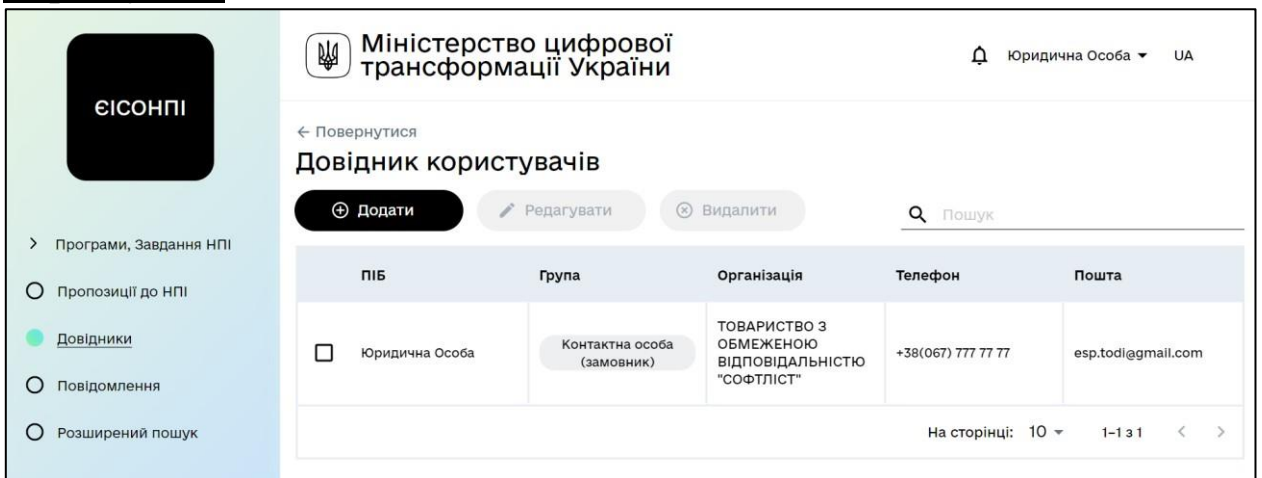 ЄІСОНПІ
Програми, Завдання НПІ
Пропозиції до НПІ
Довідники
Повідомлення
Розширений пошук
Міністерство цифрової
трансформації України
Юридична Особа
UA
← Повернутися
Довідник користувачів
Додати
Редагувати
Видалити
Пошук
ПІБ Група Організація Телефон Пошта
Юридична Особа
Контактна особа
(замовник)
ТОВАРИСТВО З
ОБМЕЖЕНОЮ
ВІДПОВІДАЛЬНІСТЮ
"СОФТЛІСТ"
+38(067) 777 77 77
esp.todi@gmail.com
На сторінці: 10 1–1 з 1